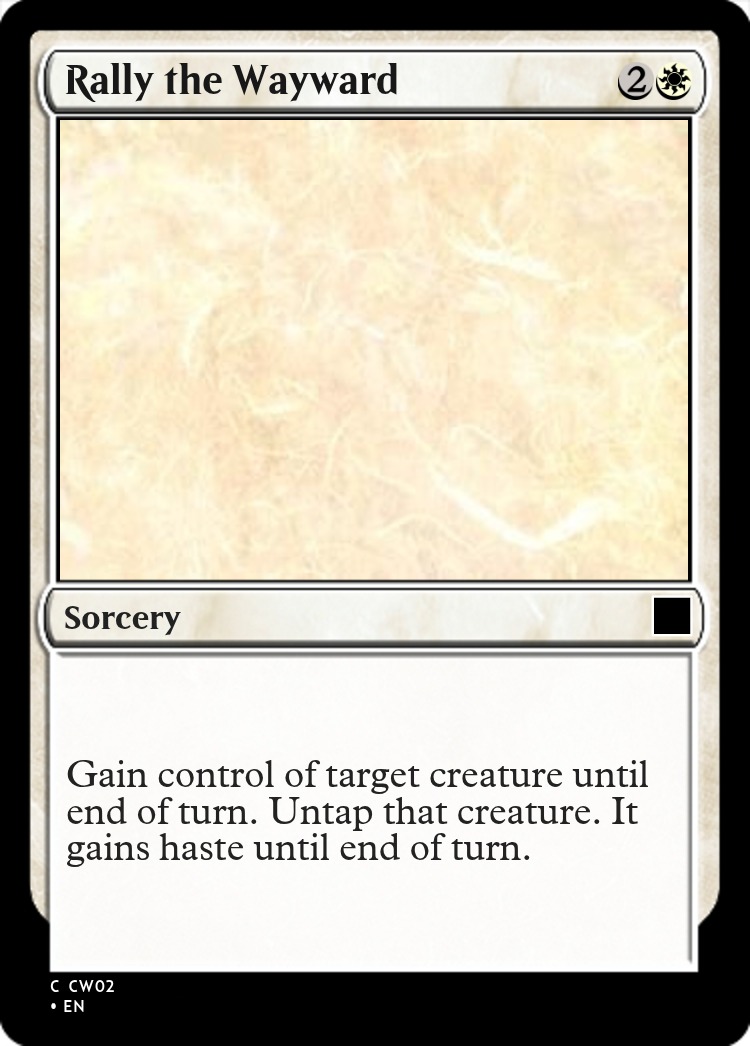 Rally the Wayward 2
Sorcery
Gain control of target creature until
end of turn. Untap that creature. It
gains haste until end of turn.
C CW02
• EN